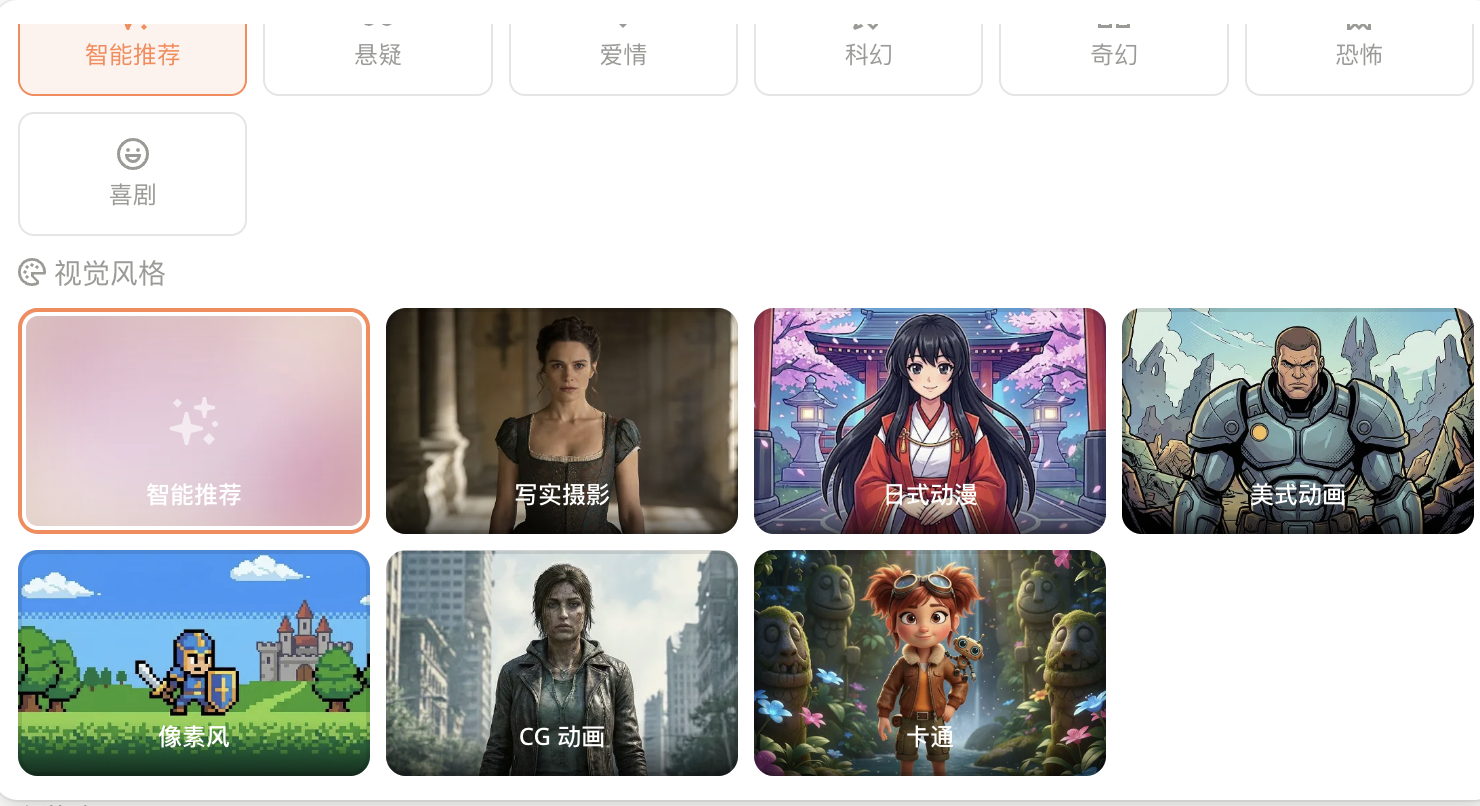 智能推荐
悬疑
爱情
科幻
奇幻
恐怖
喜剧
视觉风格
智能推荐
写实摄影
日式动漫
美式动画
像素风
CG 动画
卡通